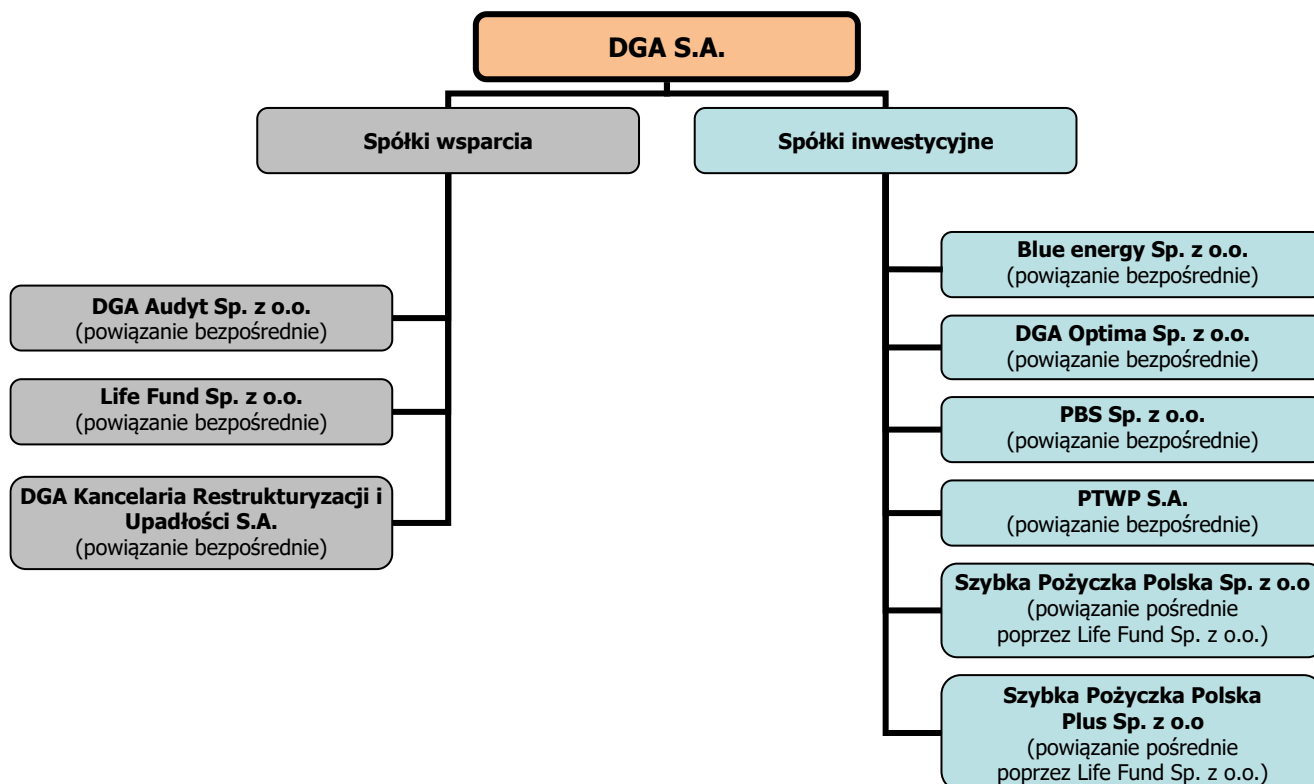 DGA S.A.
Spółki wsparcia
Spółki inwestycyjne
DGA Audyt Sp. z o.o.
(powiązanie bezpośrednie)
Life Fund Sp. z o.o.
(powiązanie bezpośrednie)
DGA Kancelaria Restrukturyzacji i
Upadłości S.A.
(powiązanie bezpośrednie)
Blue energy Sp. z o.o.
(powiązanie bezpośrednie)
DGA Optima Sp. z o.o.
(powiązanie bezpośrednie)
PBS Sp. z o.o.
(powiązanie bezpośrednie)
PTWP S.A.
(powiązanie bezpośrednie)
Szybka Pożyczka Polska Sp. z o.o
(powiązanie pośrednie
poprzez Life Fund Sp. z o.o.)
Szybka Pożyczka Polska
Plus Sp. z o.o
(powiązanie pośrednie
poprzez Life Fund Sp. z o.o.)